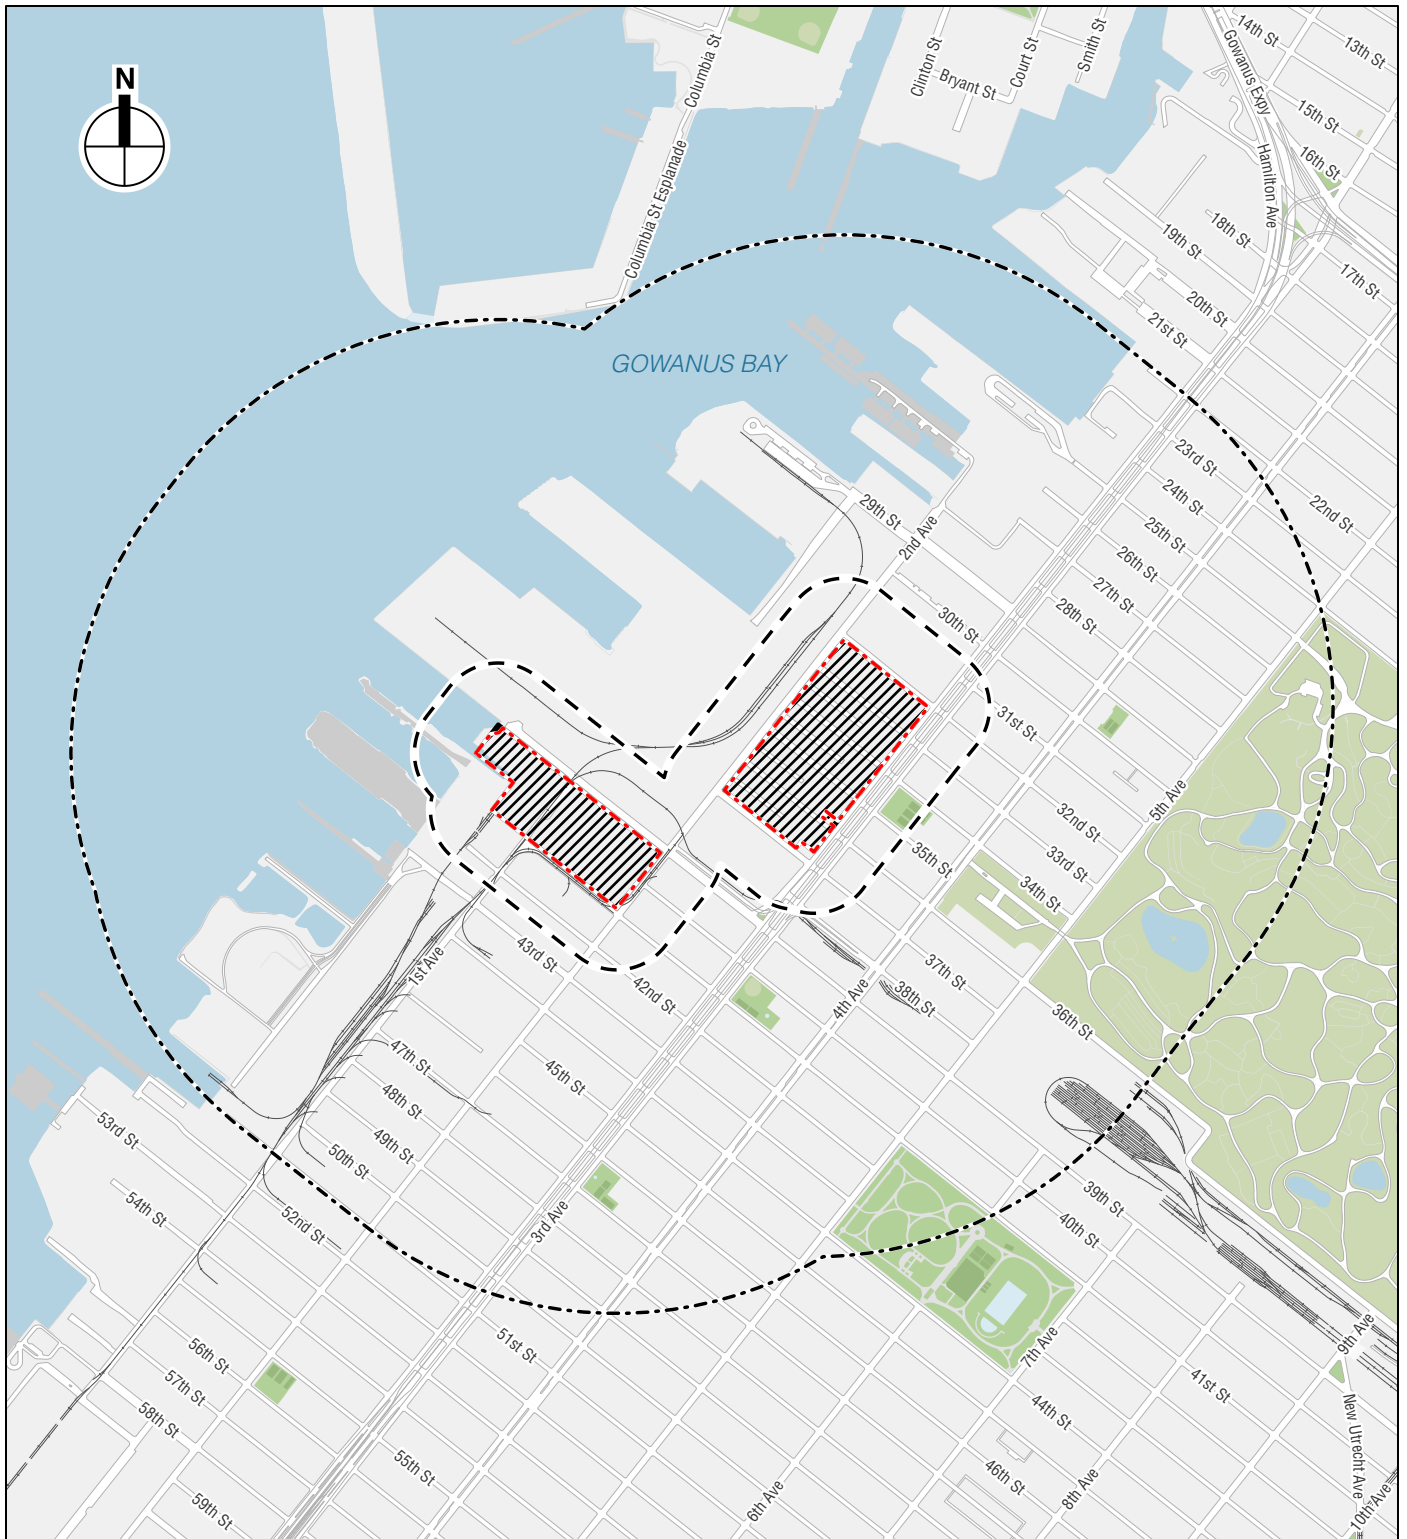 14th St
13th St
Smith St
Court St
Clinton St
Columbia St
Gowanus Expy
Bryant St
N
15th St
16th St
Hamilton Ave
Columbia St Esplanade
18th St
19th St
17th St
20th St
21st St
GOWANUS BAY
23rd St
24th St
22nd St
29th St
25th St
2nd Ave
26th St
27th St
28th St
30th St
31st St
5th Ave
32nd St
33rd St
35th St
34th St
43rd St
1st Ave
37th St
42nd St
4th Ave
38th St
36th St
47th St
45th St
48th St
53rd St
49th St
50th St
39th St
54th St
52nd St
3rd Ave
40th St
51st St
7th Ave
9th Ave
56th St
57th St
41st St
58th St
44th St
New Utrecht Ave
55th St
46th St
8th Ave
6th Ave
59th St
10th Ave